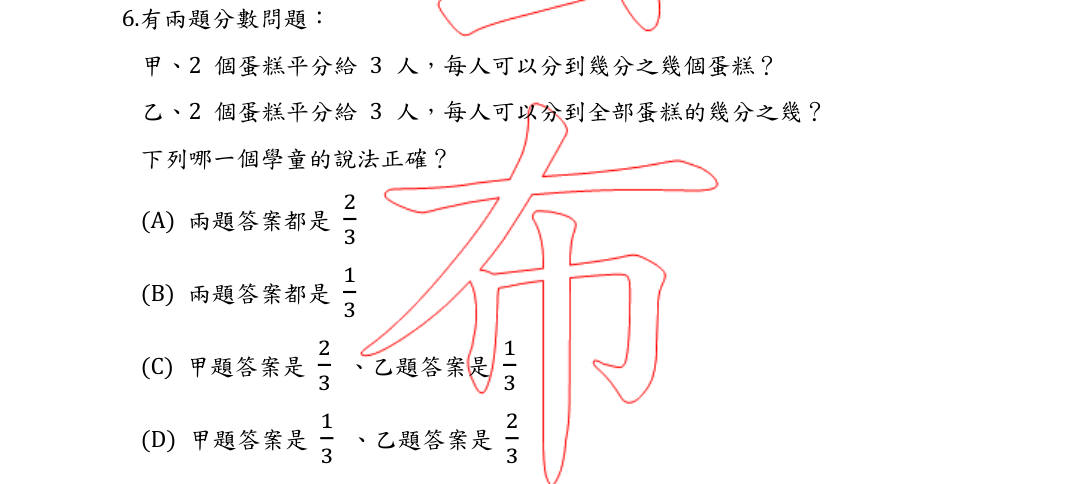 6.有兩題分數問題：
甲、2 個蛋糕平分給 3 人，每人可以分到幾分之幾個蛋糕？
乙、2 個蛋糕平分給 3 人，每人可以分到全部蛋糕的幾分之幾？
下列哪一個學童的說法正確？
(A) 兩題答案都是 2/3
(B) 兩題答案都是 1/3
(C) 甲題答案是 2/3 、乙題答案是 1/3
(D) 甲題答案是 1/3 、乙題答案是 2/3
布